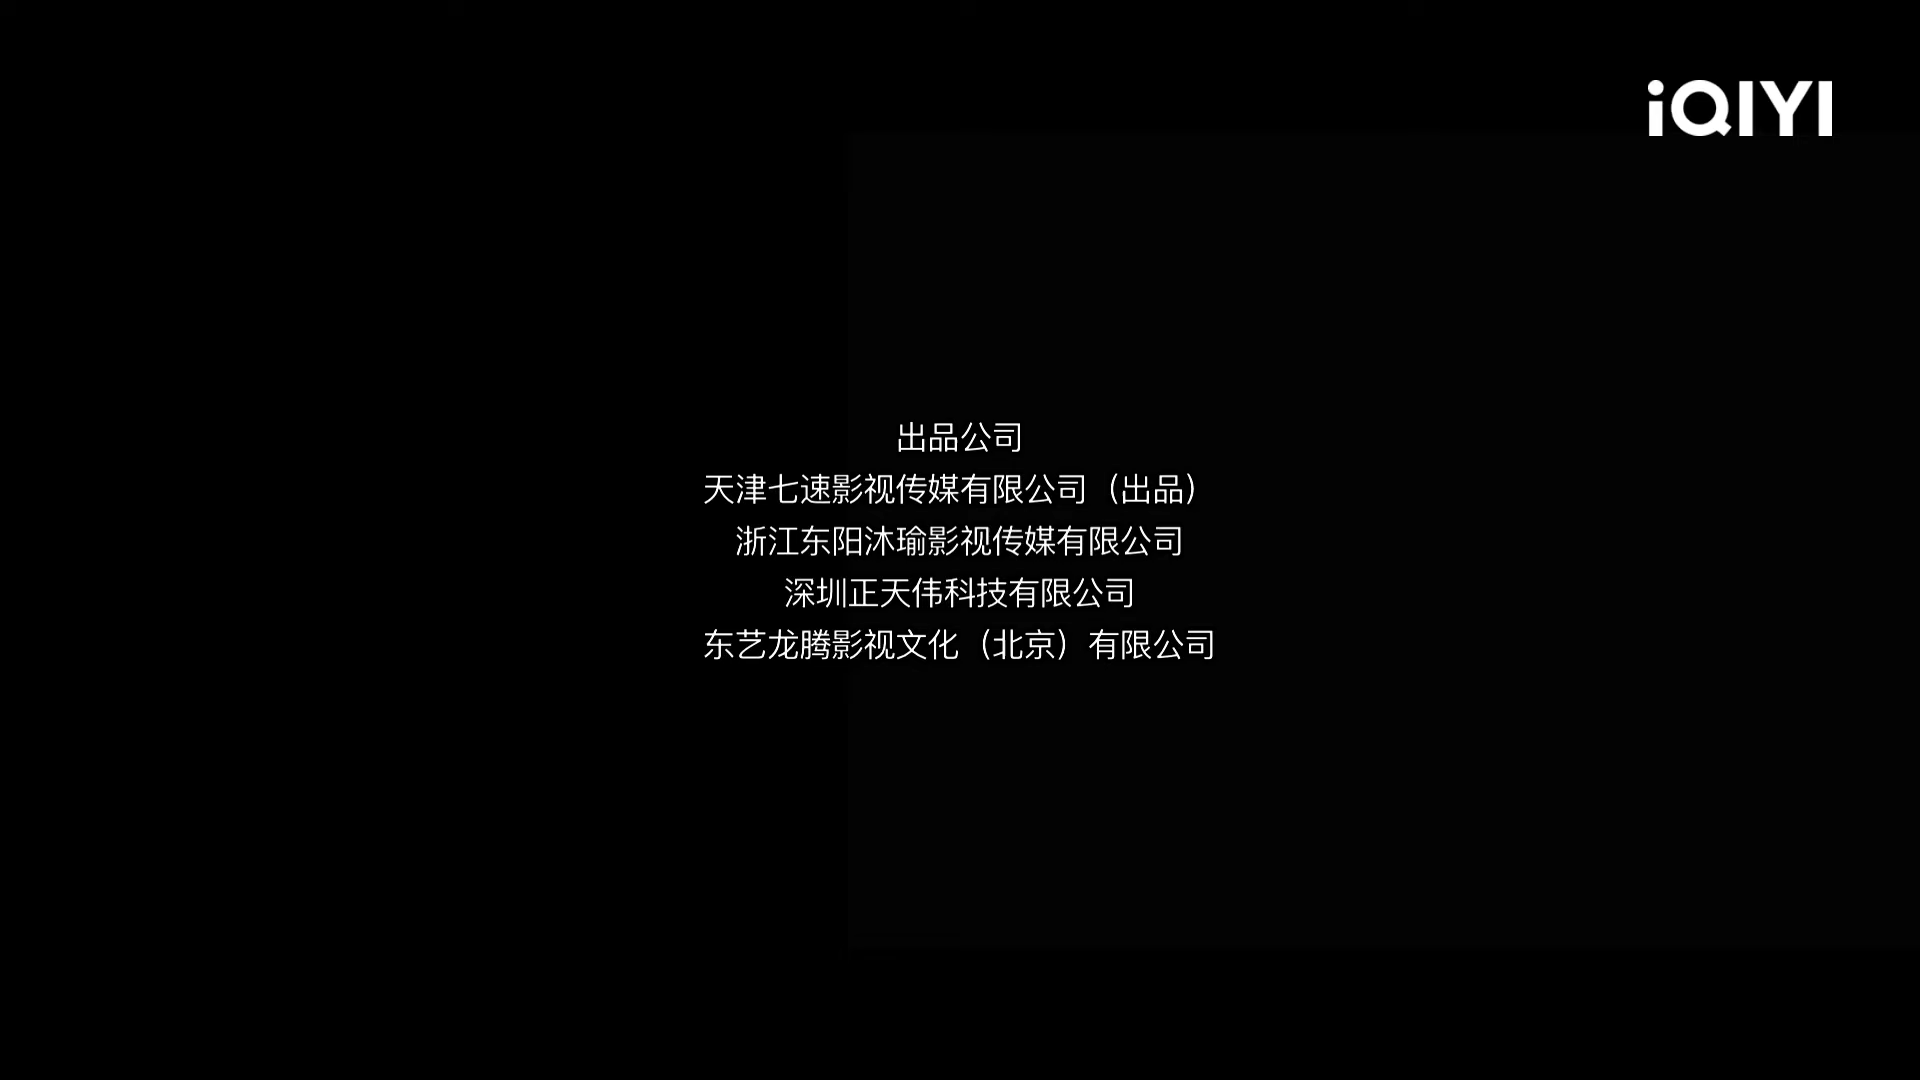 iQIYI
出品公司
天津七速影视传媒有限公司（出品）
浙江东阳沐瑜影视传媒有限公司
深圳正天伟科技有限公司
东艺龙腾影视文化（北京）有限公司